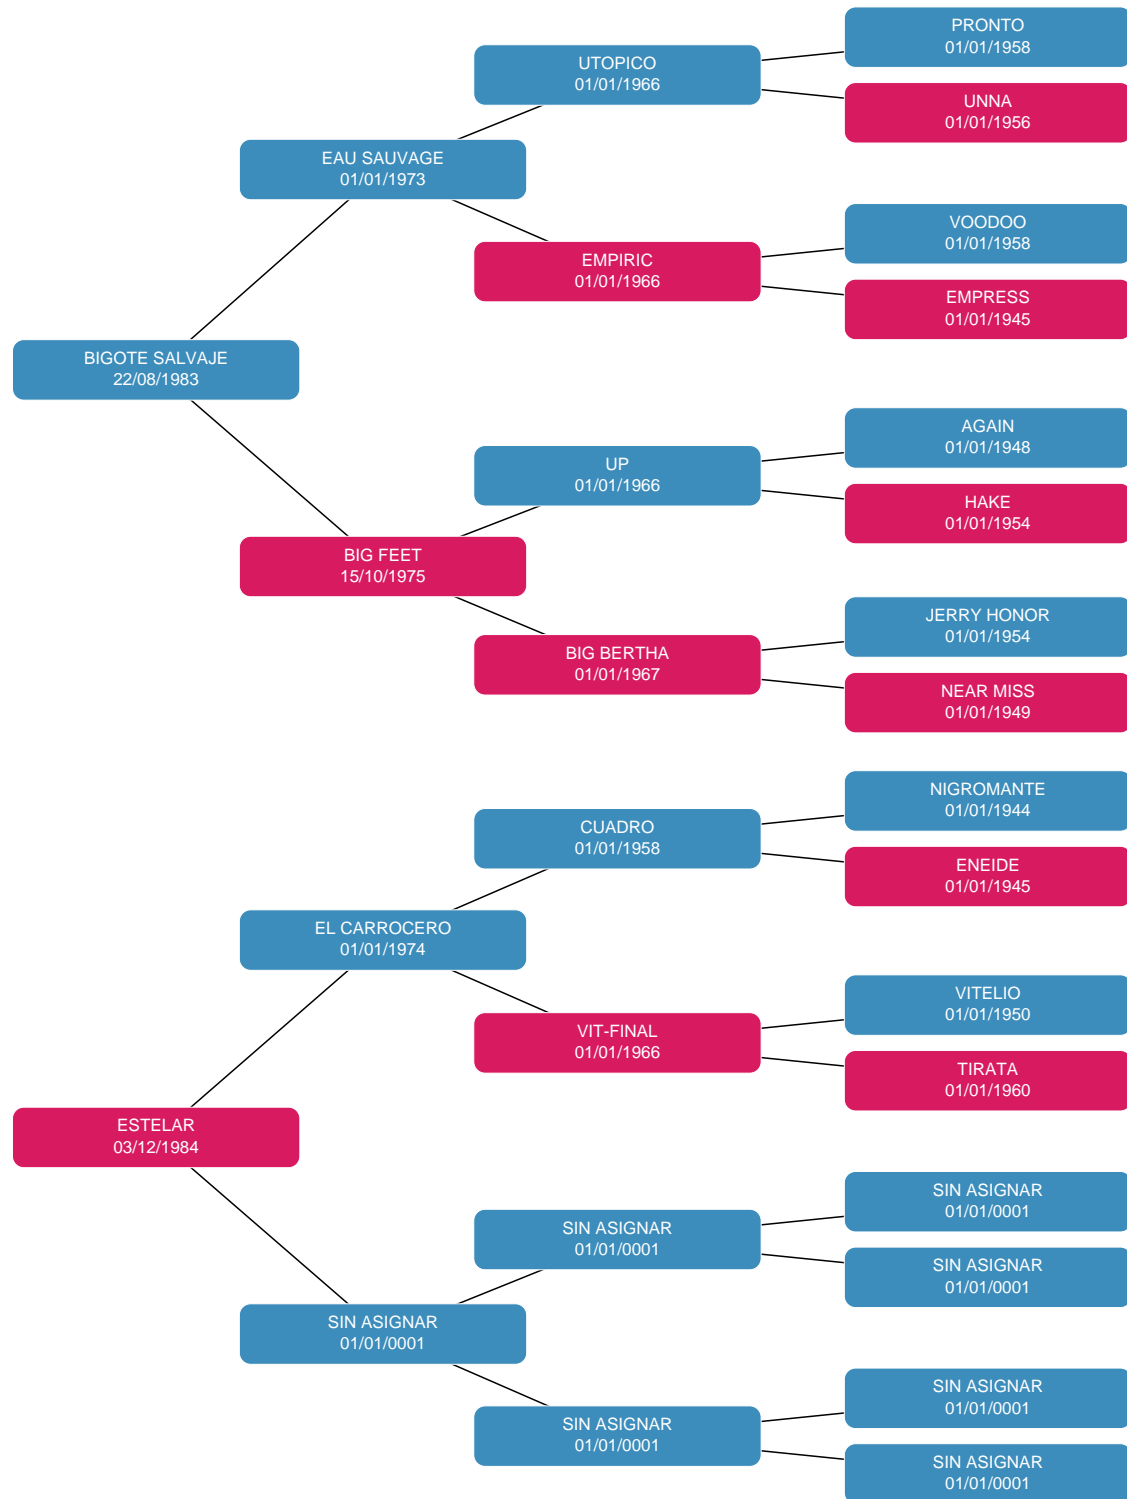 PRONTO
01/01/1958
UTOPICO
01/01/1966
UNNA
01/01/1956
EAU SAUVAGE
01/01/1973
VOODOO
01/01/1958
EMPIRIC
01/01/1966
EMPRESS
01/01/1945
BIGOTE SALVAJE
22/08/1983
AGAIN
01/01/1948
UP
01/01/1966
HAKE
01/01/1954
BIG FEET
15/10/1975
JERRY HONOR
01/01/1954
BIG BERTHA
01/01/1967
NEAR MISS
01/01/1949
NIGROMANTE
01/01/1944
CUADRO
01/01/1958
ENEIDE
01/01/1945
EL CARROCERO
01/01/1974
VITELIO
01/01/1950
VIT-FINAL
01/01/1966
TIRATA
01/01/1960
ESTELAR
03/12/1984
SIN ASIGNAR
01/01/0001
SIN ASIGNAR
01/01/0001
SIN ASIGNAR
01/01/0001
SIN ASIGNAR
01/01/0001
SIN ASIGNAR
01/01/0001
SIN ASIGNAR
01/01/0001
SIN ASIGNAR
01/01/0001